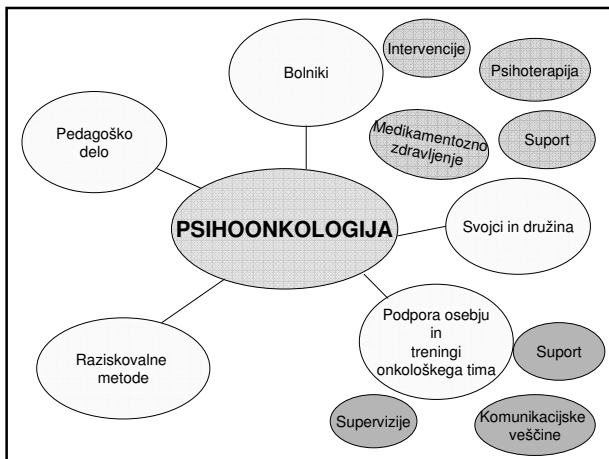 Bolniki
Intervencije
Psihoterapija
Medikamentozno
zdravljenje
Suport
Pedagoško
delo
PSIHOONKOLOGIJA
Svojci in družina
Podpora osebju
in
treningi
onkološkega tima
Suport
Raziskovalne
metode
Supervizije
Komunikacijske
veščine